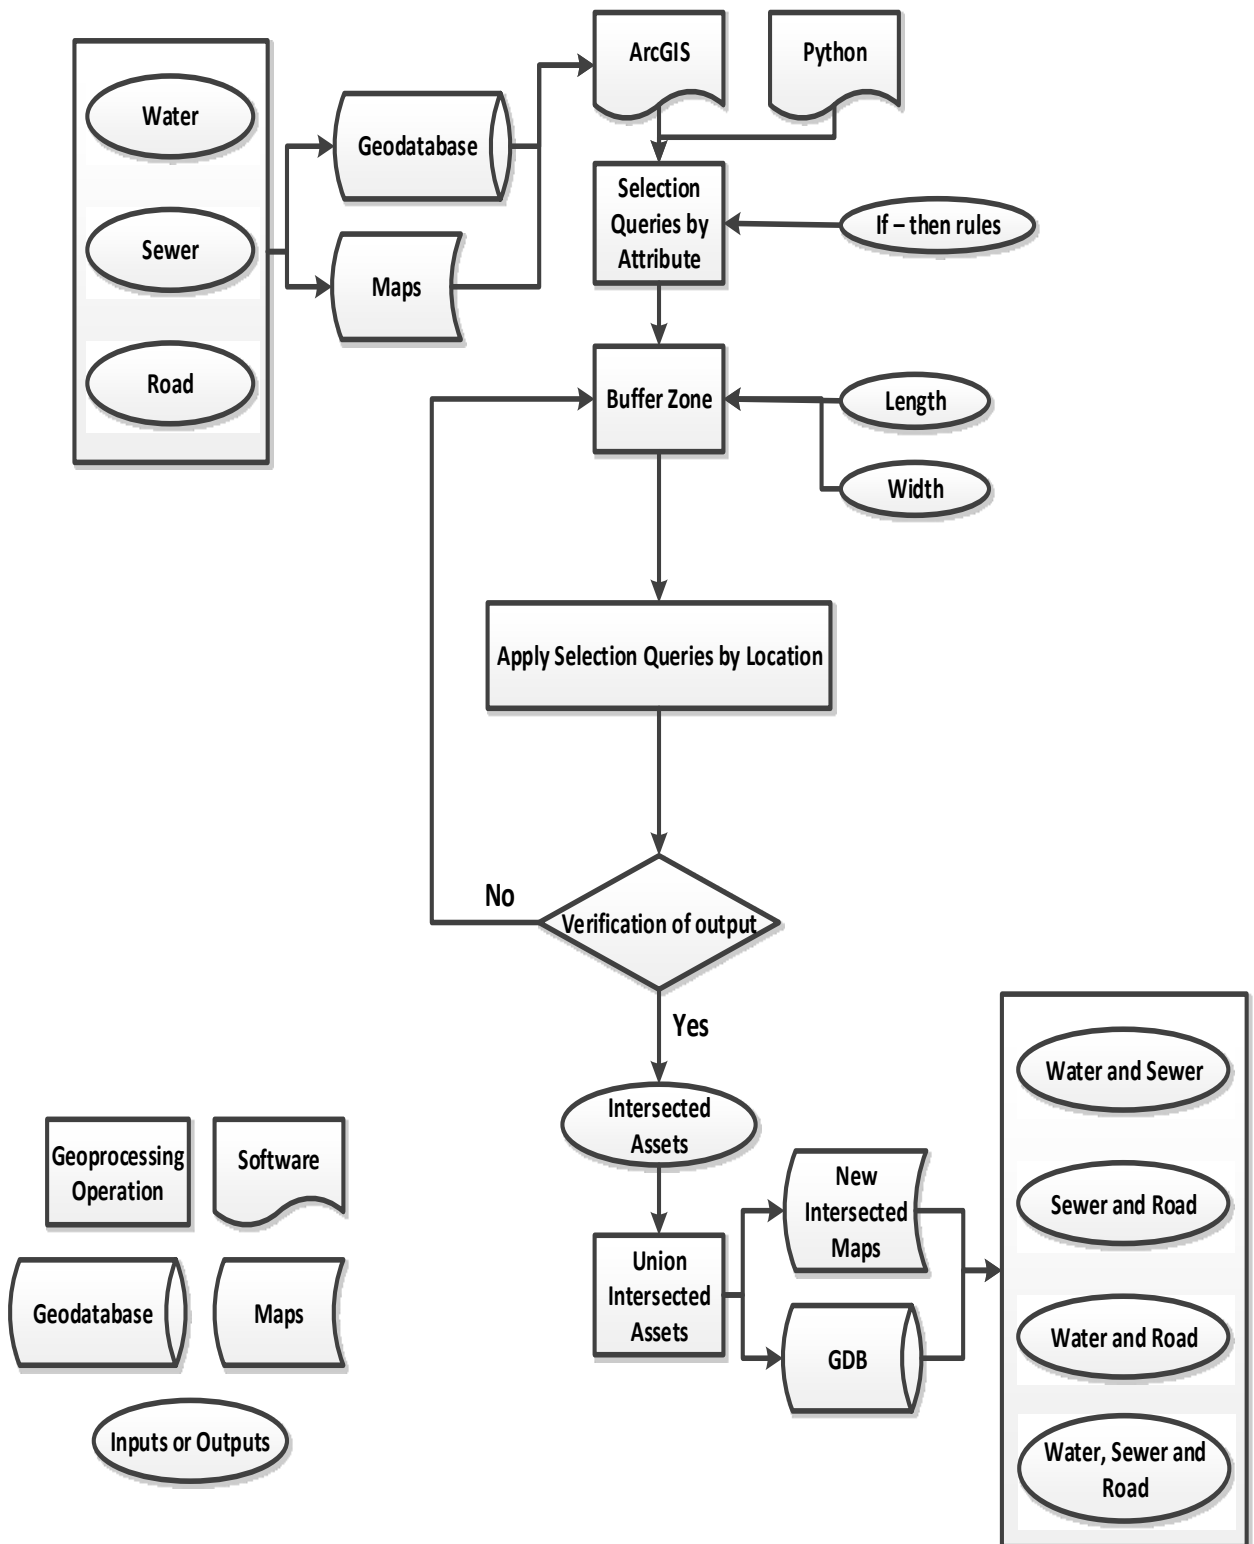 Water
Sewer
Road
Geodatabase
Maps
ArcGIS
Python
Selection
Queries by
Attribute
If – then rules
Buffer Zone
Length
Width
Apply Selection Queries by Location
Verification of output
No
Yes
Intersected
Assets
Union
Intersected
Assets
New
Intersected
Maps
GDB
Water and Sewer
Sewer and Road
Water and Road
Water, Sewer and
Road
Geoprocessing
Operation
Software
Geodatabase
Maps
Inputs or Outputs